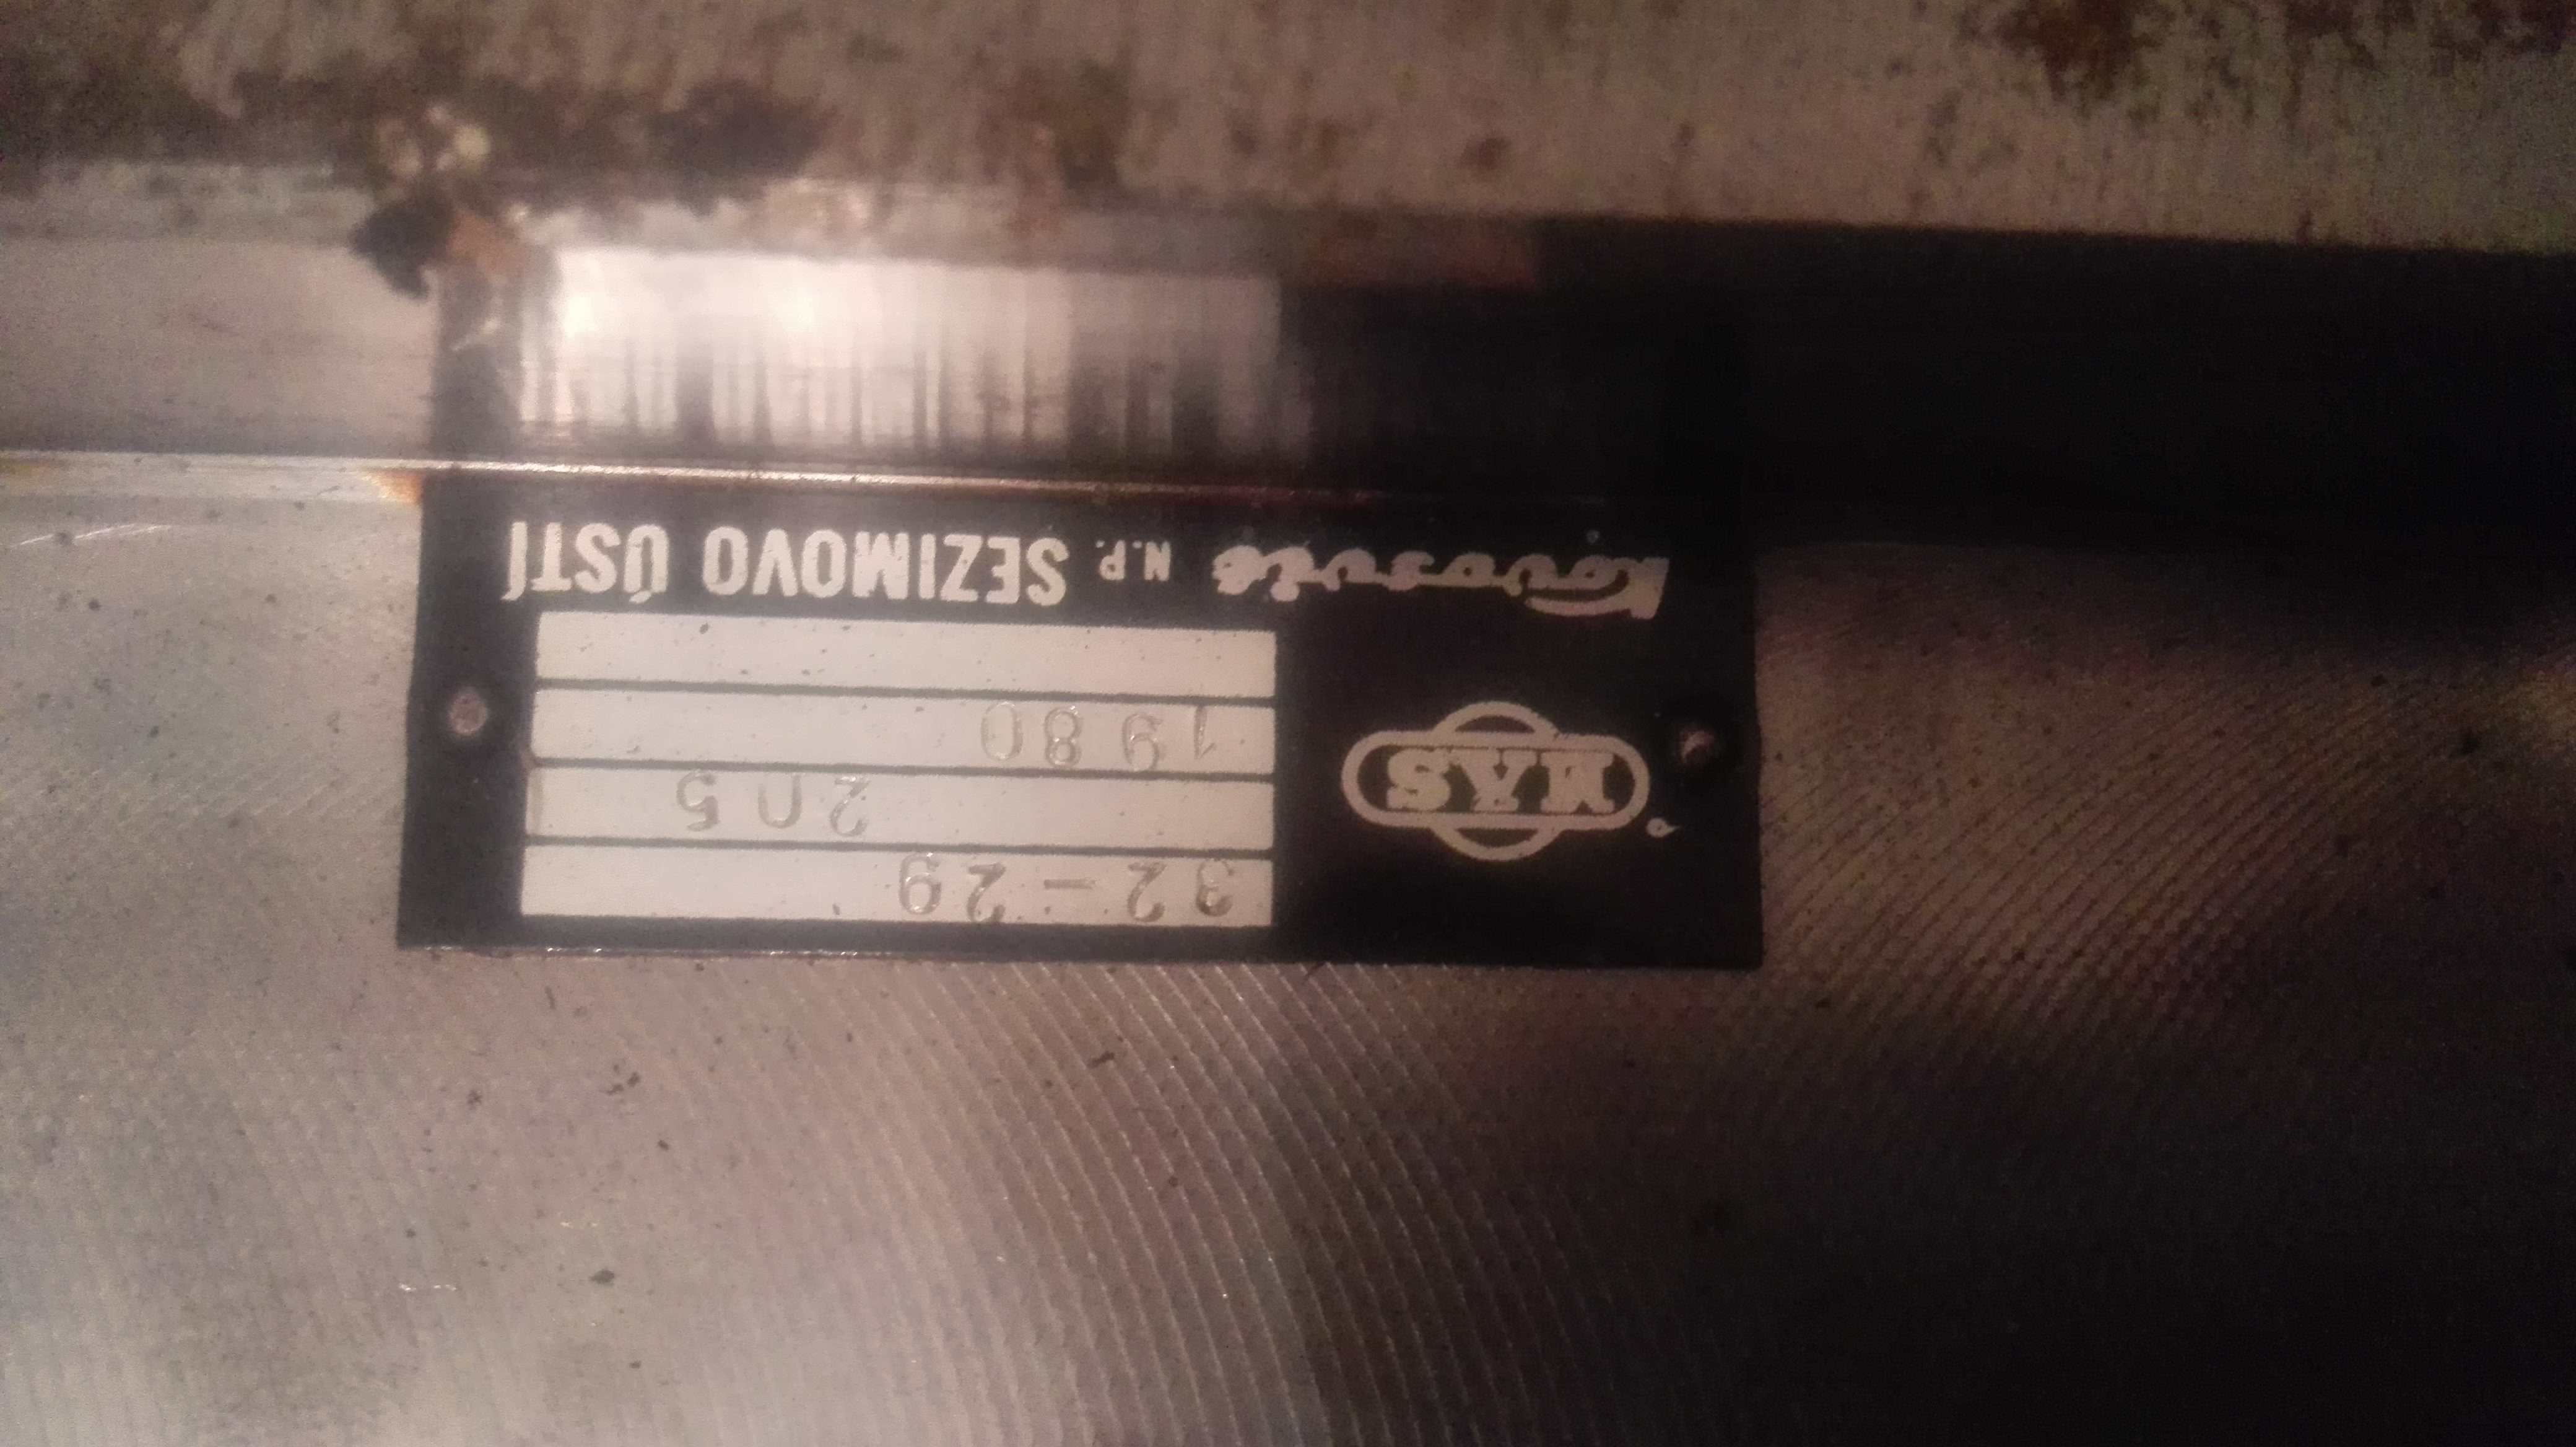 32-29
205
MAS
1980
Kovosvit N.P. SEZIMOVO ÚSTÍ